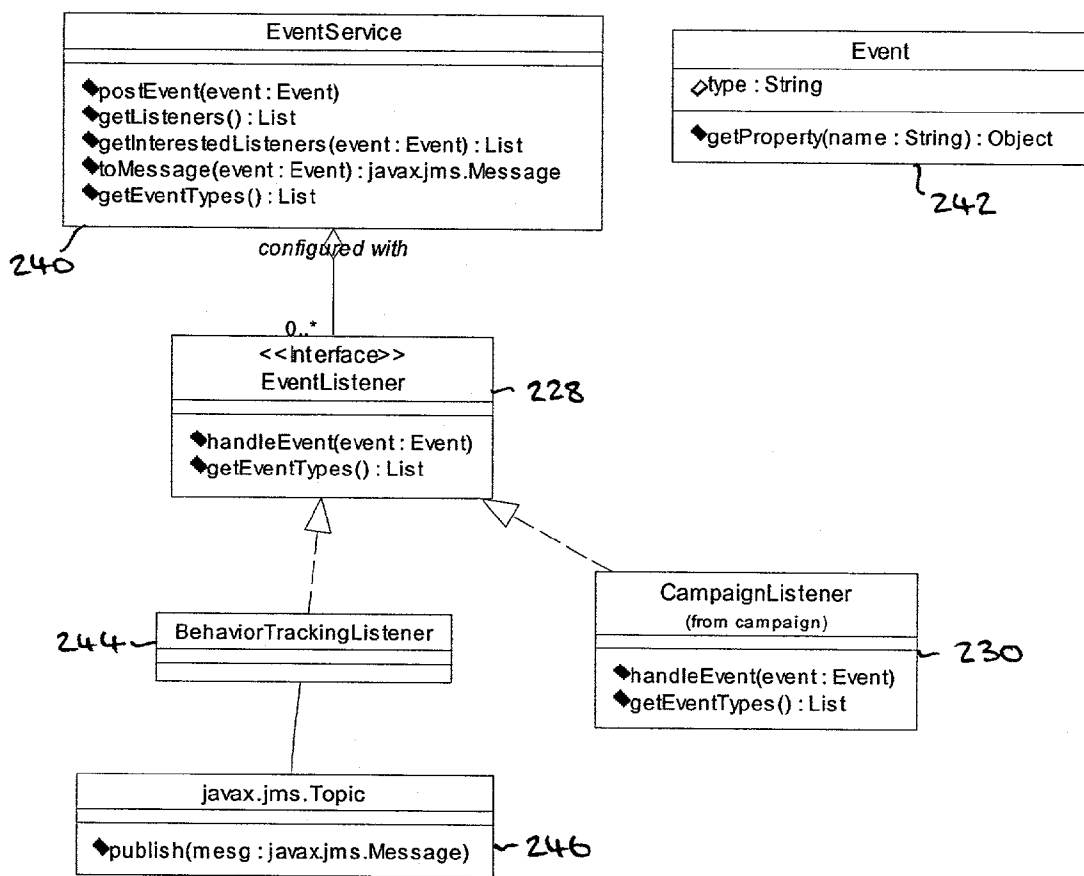 EventService
postEvent(event : Event)
getListeners() : List
getInterestedListeners(event : Event) : List
toMessage(event : Event) : javax.jms.Message
getEventTypes() : List
240
Event
type : String
getProperty(name : String) : Object
242
configured with
0..*
<<Interface>>
EventListener
228
handleEvent(event : Event)
getEventTypes() : List
BehaviorTrackingListener
244
CampaignListener
(from campaign)
230
handleEvent(event : Event)
getEventTypes() : List
javax.jms.Topic
publish(mesg : javax.jms.Message)
246